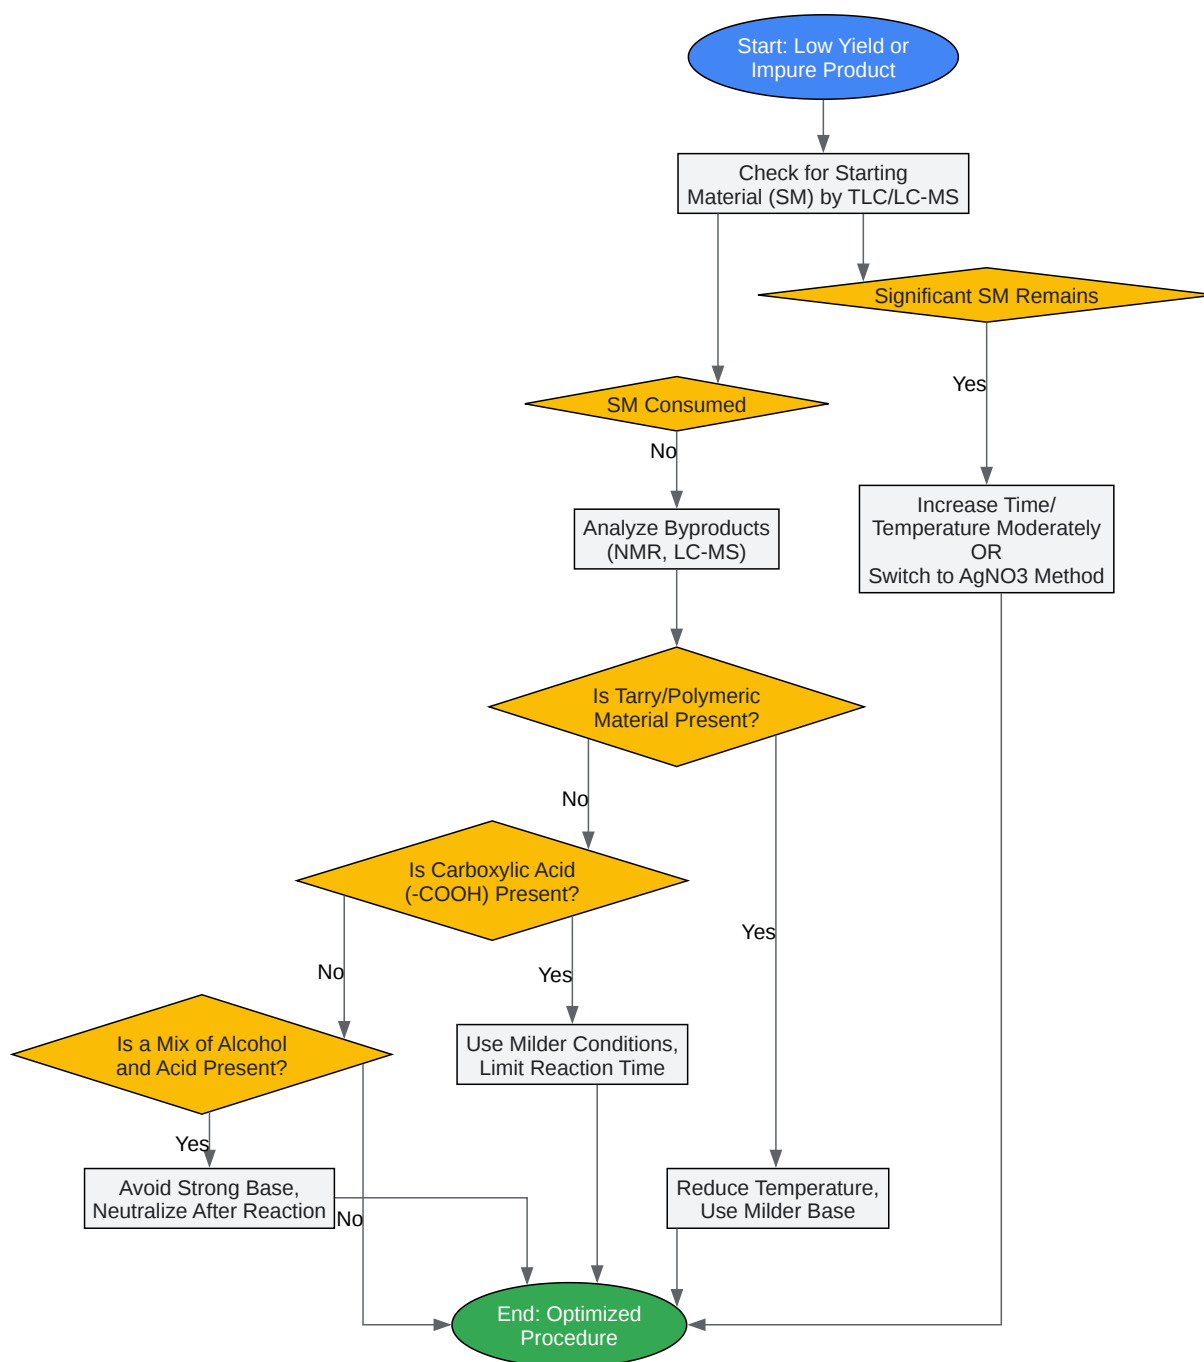 Start: Low Yield or
Impure Product
Check for Starting
Material (SM) by TLC/LC-MS
Significant SM Remains
Yes
SM Consumed
No
Increase Time/
Temperature Moderately
OR
Switch to AgNO3 Method
Analyze Byproducts
(NMR, LC-MS)
Is Tarry/Polymeric
Material Present?
No
Is Carboxylic Acid
(-COOH) Present?
Yes
No
Yes
Is a Mix of Alcohol
and Acid Present?
Use Milder Conditions,
Limit Reaction Time
Yes
Avoid Strong Base,
Neutralize After Reaction
Reduce Temperature,
Use Milder Base
No
End: Optimized
Procedure